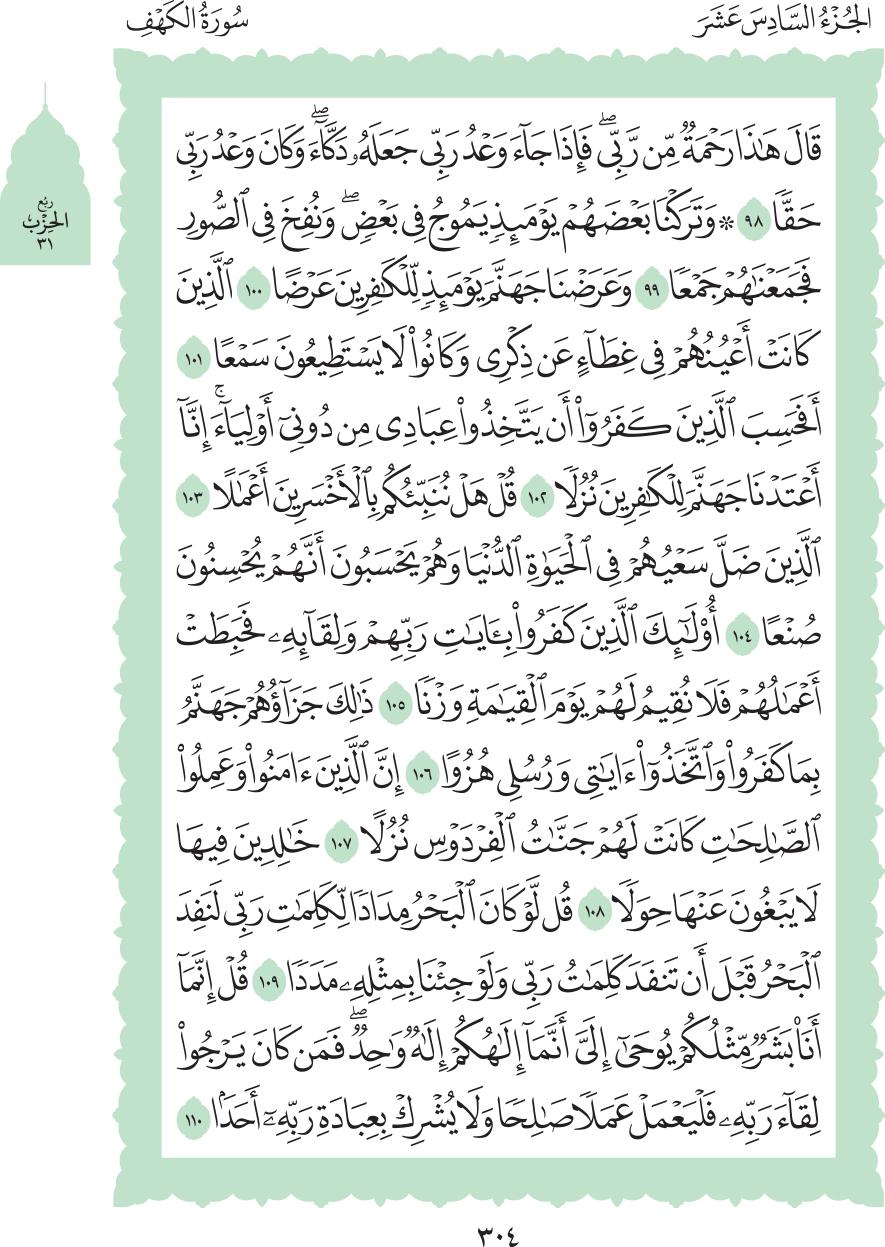 الجُزْءُ السَّادِسَ عَشَرَ
سُورَةُ الكَهْفِ
رُبْع
الحِزْب
٣١
قَالَ هَٰذَا رَحْمَةٌ مِّن رَّبِّيۖ فَإِذَا جَآءَ وَعْدُ رَبِّي جَعَلَهُۥ دَكَّآءَۖ وَكَانَ وَعْدُ رَبِّي
حَقًّا ٩٨ ۞ وَتَرَكْنَا بَعْضَهُمْ يَوْمَئِذٍ يَمُوجُ فِي بَعْضٍۖ وَنُفِخَ فِي ٱلصُّورِ
فَجَمَعْنَٰهُمْ جَمْعًا ٩٩ وَعَرَضْنَا جَهَنَّمَ يَوْمَئِذٍ لِّلْكَٰفِرِينَ عَرْضًا ١٠٠ ٱلَّذِينَ
كَانَتْ أَعْيُنُهُمْ فِي غِطَآءٍ عَن ذِكْرِي وَكَانُوا۟ لَا يَسْتَطِيعُونَ سَمْعًا ١٠١
أَفَحَسِبَ ٱلَّذِينَ كَفَرُوٓا۟ أَن يَتَّخِذُوا۟ عِبَادِي مِن دُونِيٓ أَوْلِيَآءَۚ إِنَّآ
أَعْتَدْنَا جَهَنَّمَ لِلْكَٰفِرِينَ نُزُلًا ١٠٢ قُلْ هَلْ نُنَبِّئُكُم بِٱلْأَخْسَرِينَ أَعْمَٰلًا ١٠٣
ٱلَّذِينَ ضَلَّ سَعْيُهُمْ فِي ٱلْحَيَوٰةِ ٱلدُّنْيَا وَهُمْ يَحْسَبُونَ أَنَّهُمْ يُحْسِنُونَ
صُنْعًا ١٠٤ أُو۟لَٰٓئِكَ ٱلَّذِينَ كَفَرُوا۟ بِـَٔايَٰتِ رَبِّهِمْ وَلِقَآئِهِۦ فَحَبِطَتْ
أَعْمَٰلُهُمْ فَلَا نُقِيمُ لَهُمْ يَوْمَ ٱلْقِيَٰمَةِ وَزْنًا ١٠٥ ذَٰلِكَ جَزَآؤُهُمْ جَهَنَّمُ
بِمَا كَفَرُوا۟ وَٱتَّخَذُوٓا۟ ءَايَٰتِي وَرُسُلِي هُزُوًا ١٠٦ إِنَّ ٱلَّذِينَ ءَامَنُوا۟ وَعَمِلُوا۟
ٱلصَّٰلِحَٰتِ كَانَتْ لَهُمْ جَنَّٰتُ ٱلْفِرْدَوْسِ نُزُلًا ١٠٧ خَٰلِدِينَ فِيهَا
لَا يَبْغُونَ عَنْهَا حِوَلًا ١٠٨ قُل لَّوْ كَانَ ٱلْبَحْرُ مِدَادًا لِّكَلِمَٰتِ رَبِّي لَنَفِدَ
ٱلْبَحْرُ قَبْلَ أَن تَنفَدَ كَلِمَٰتُ رَبِّي وَلَوْ جِئْنَا بِمِثْلِهِۦ مَدَدًا ١٠٩ قُلْ إِنَّمَآ
أَنَا۠ بَشَرٌ مِّثْلُكُمْ يُوحَىٰٓ إِلَيَّ أَنَّمَآ إِلَٰهُكُمْ إِلَٰهٌ وَٰحِدٌۖ فَمَن كَانَ يَرْجُوا۟
لِقَآءَ رَبِّهِۦ فَلْيَعْمَلْ عَمَلًا صَٰلِحًا وَلَا يُشْرِكْ بِعِبَادَةِ رَبِّهِۦٓ أَحَدًۢا ١١٠
٣٠٤